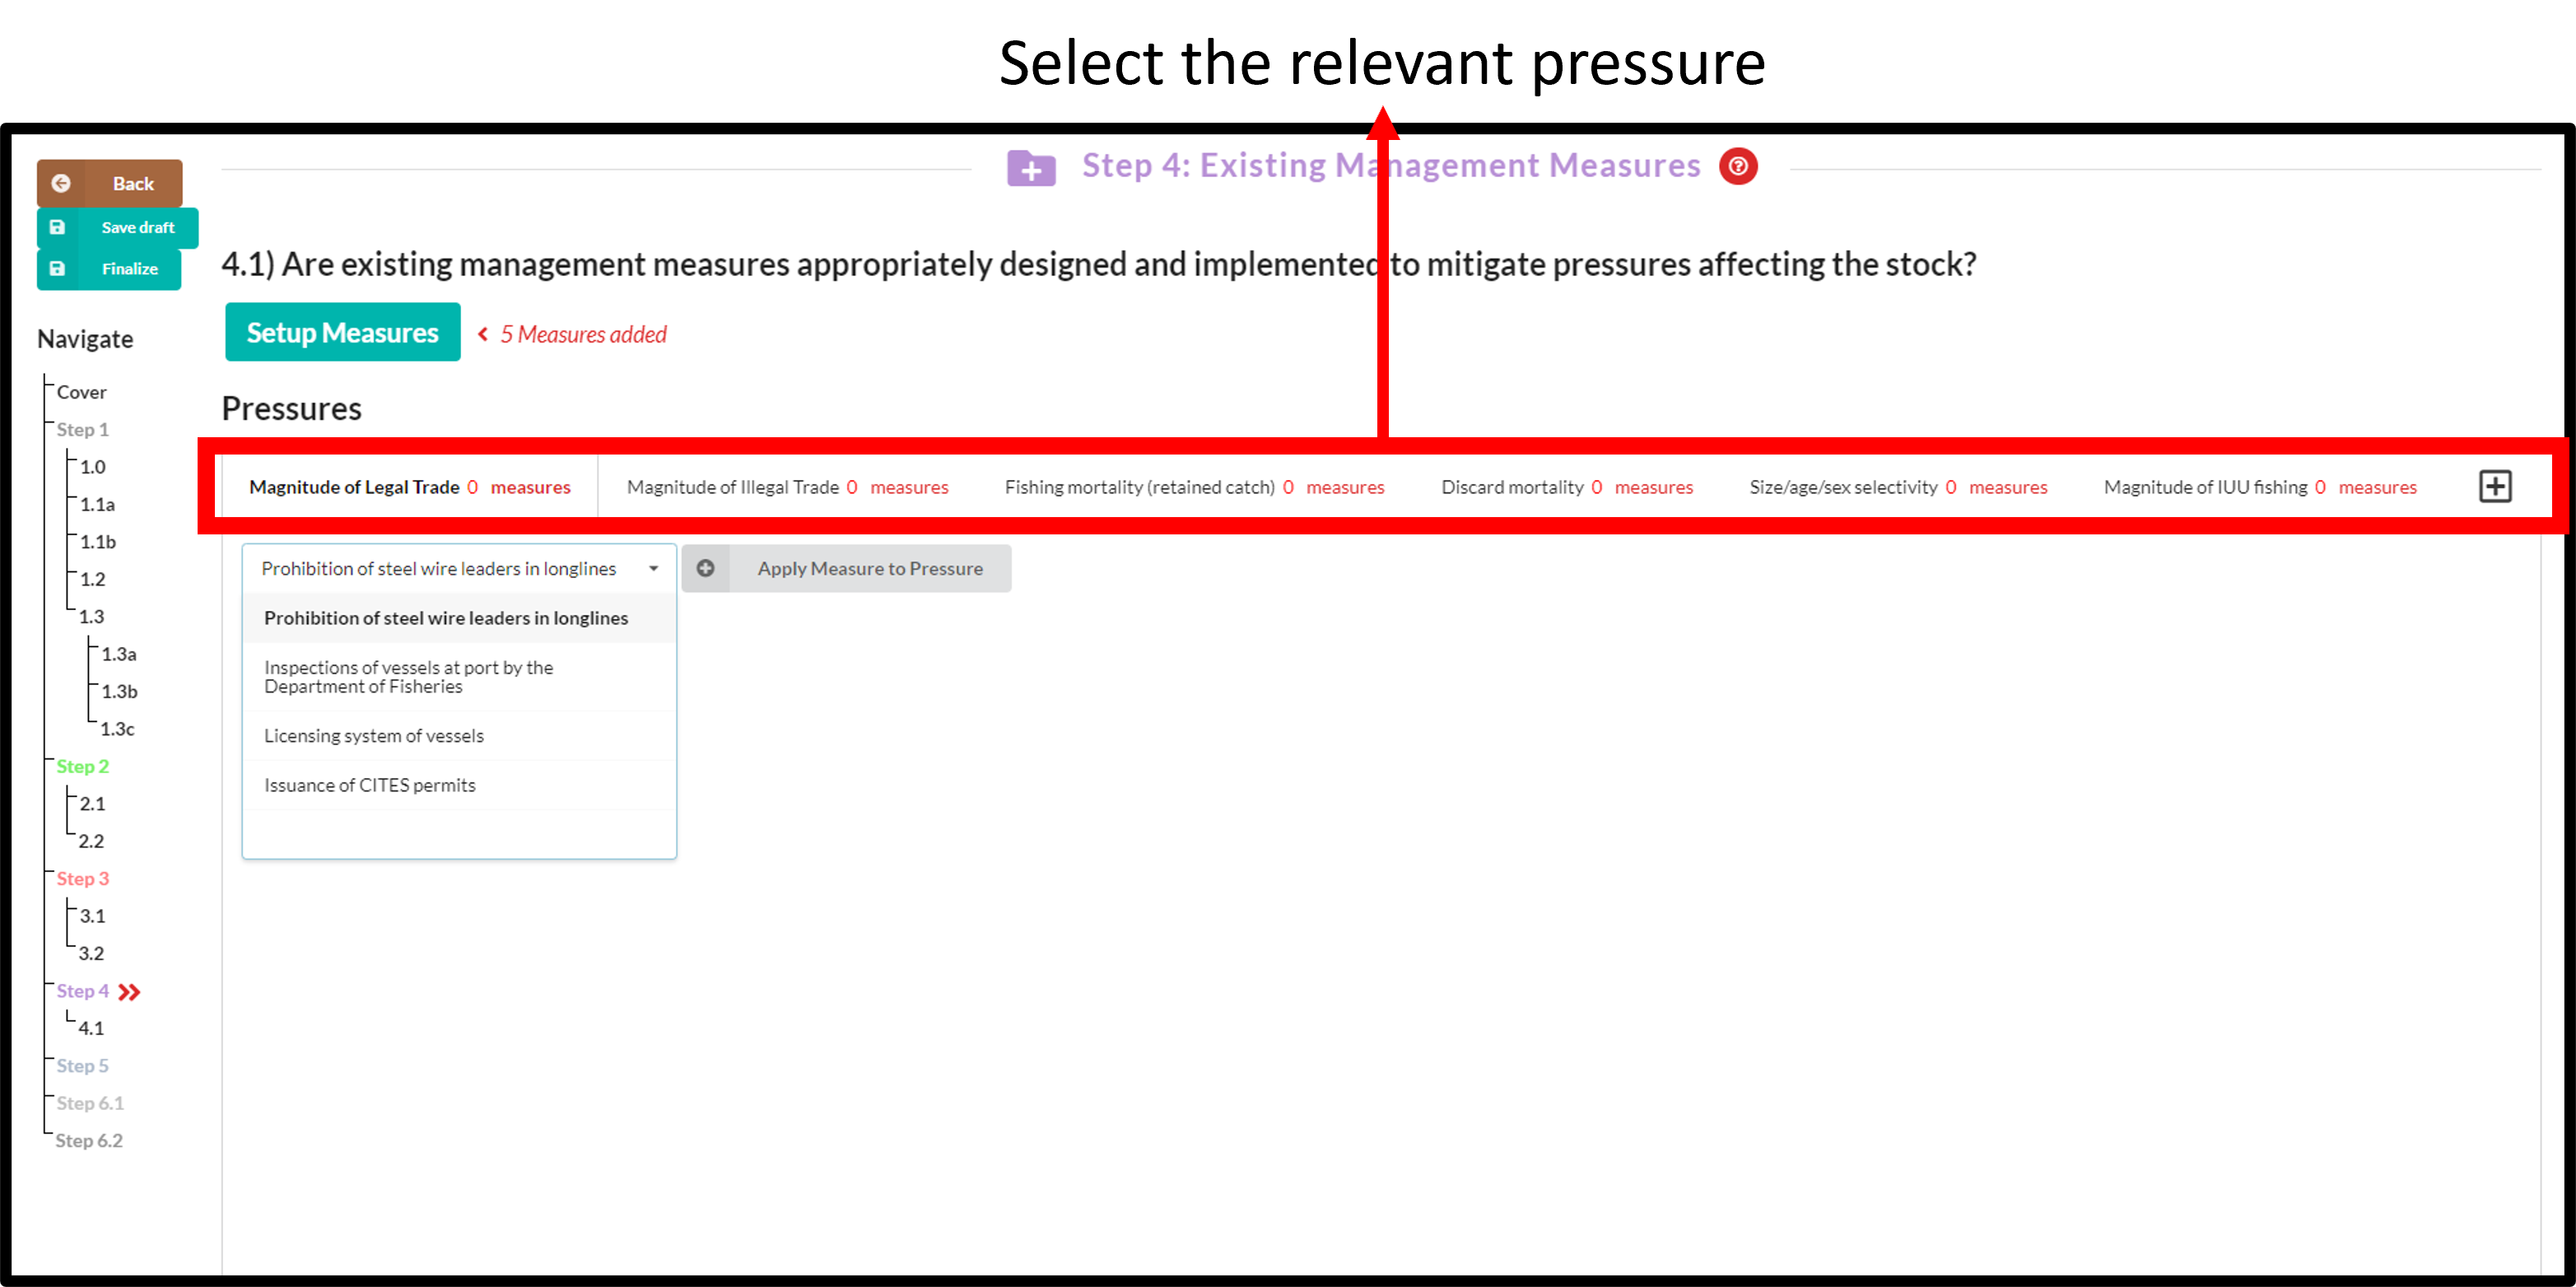 Select the relevant pressure
Back
Save draft
Finalize
Navigate
Cover
Step 1
1.0
1.1a
1.1b
1.2
1.3
1.3a
1.3b
1.3c
Step 2
2.1
2.2
Step 3
3.1
3.2
Step 4
4.1
Step 5
Step 6.1
Step 6.2
Step 4: Existing Management Measures
4.1) Are existing management measures appropriately designed and implemented to mitigate pressures affecting the stock?
Setup Measures 5 Measures added
Pressures
Magnitude of Legal Trade 0 measures Magnitude of Illegal Trade 0 measures Fishing mortality (retained catch) 0 measures Discard mortality 0 measures Size/age/sex selectivity 0 measures Magnitude of IUU fishing 0 measures
Prohibition of steel wire leaders in longlines Apply Measure to Pressure
Prohibition of steel wire leaders in longlines
Inspections of vessels at port by the
Department of Fisheries
Licensing system of vessels
Issuance of CITES permits